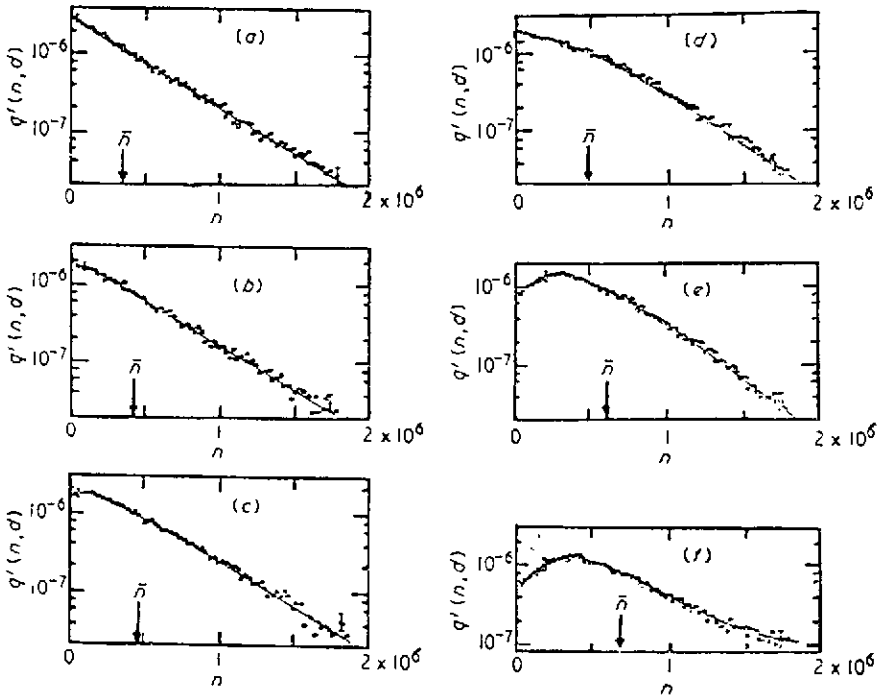 (a)
q'(n,d)
10⁻⁶
10⁻⁷
n̄
0
1
2 × 10⁶
n
(b)
q'(n,d)
10⁻⁶
10⁻⁷
n̄
0
1
2 × 10⁶
n
(c)
q'(n,d)
10⁻⁶
10⁻⁷
n̄
0
1
2 × 10⁶
n
(d)
q'(n,d)
10⁻⁶
10⁻⁷
n̄
0
1
2 × 10⁶
n
(e)
q'(n,d)
10⁻⁶
10⁻⁷
n̄
0
1
2 × 10⁶
n
(f)
q'(n,d)
10⁻⁶
10⁻⁷
n̄
0
1
2 × 10⁶
n